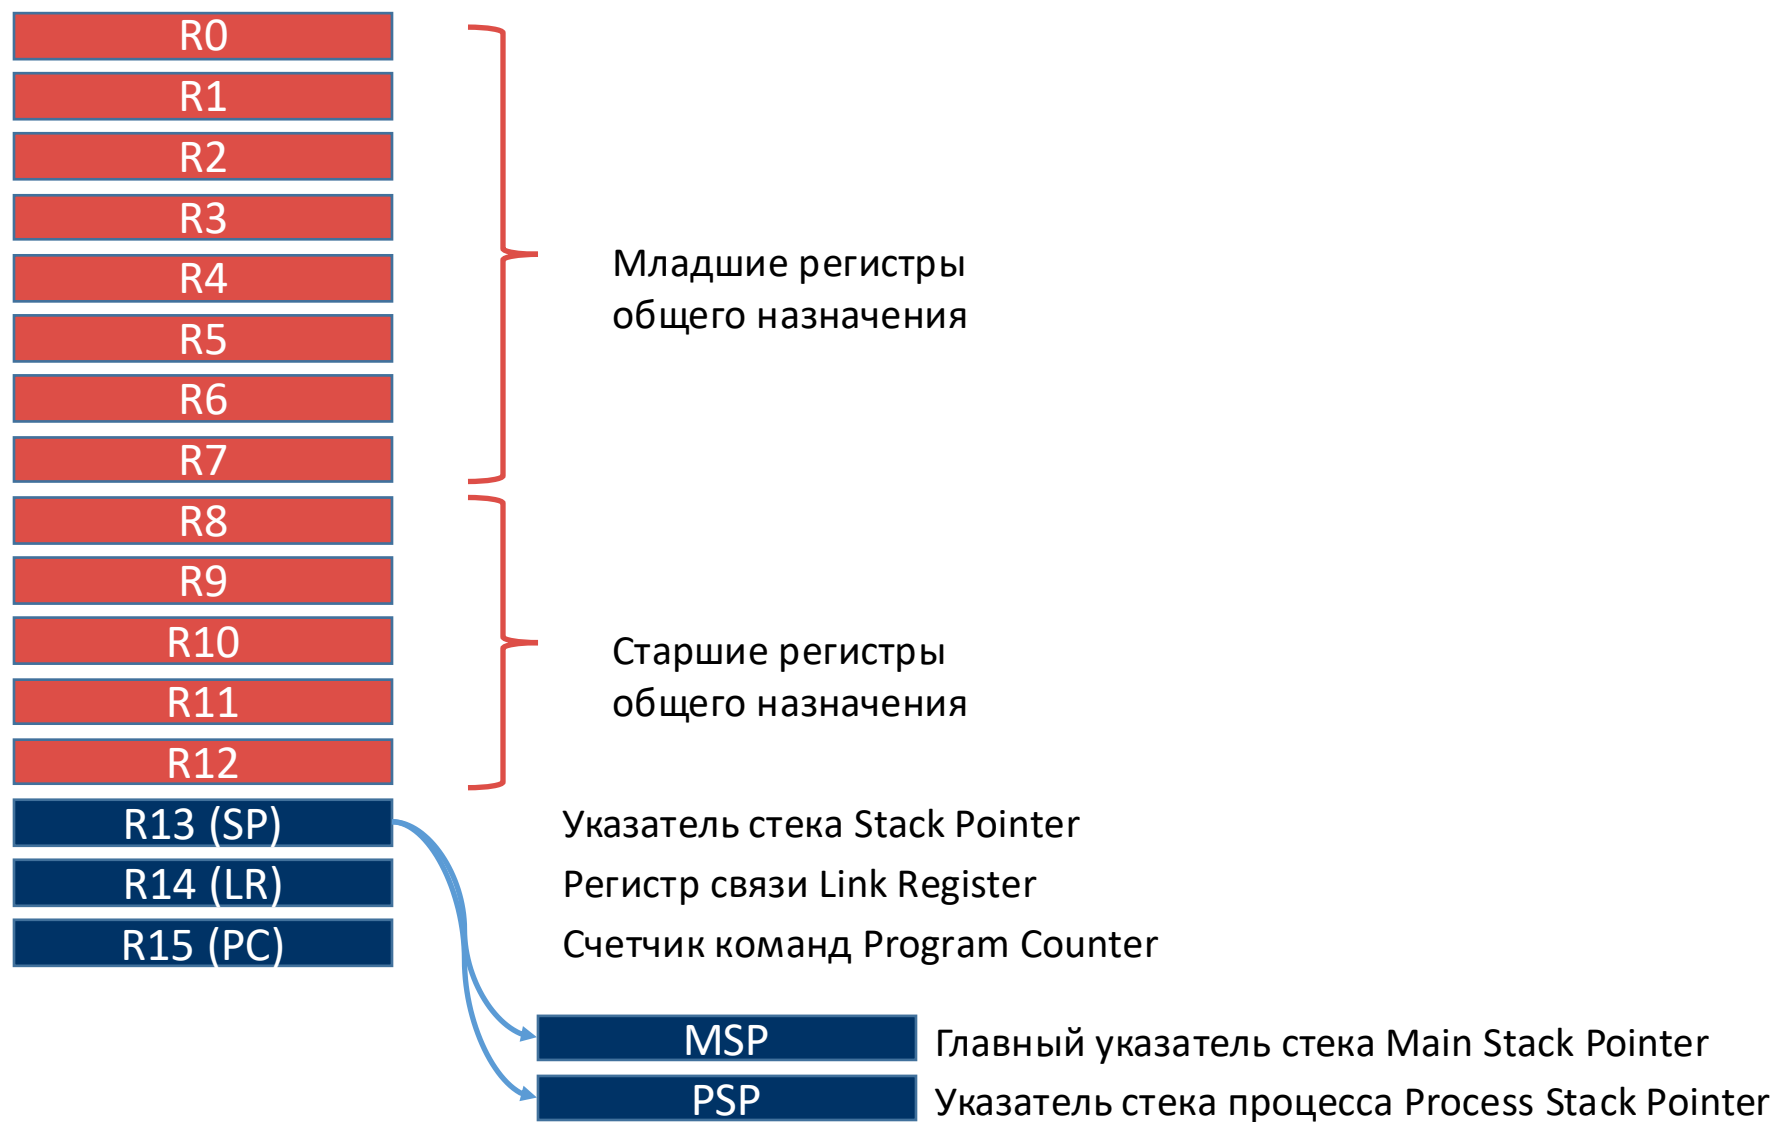 R0
R1
R2
R3
R4
R5
R6
R7
Младшие регистры
общего назначения
R8
R9
R10
R11
R12
Старшие регистры
общего назначения
R13 (SP)
Указатель стека Stack Pointer
R14 (LR)
Регистр связи Link Register
R15 (PC)
Счетчик команд Program Counter
MSP
Главный указатель стека Main Stack Pointer
PSP
Указатель стека процесса Process Stack Pointer